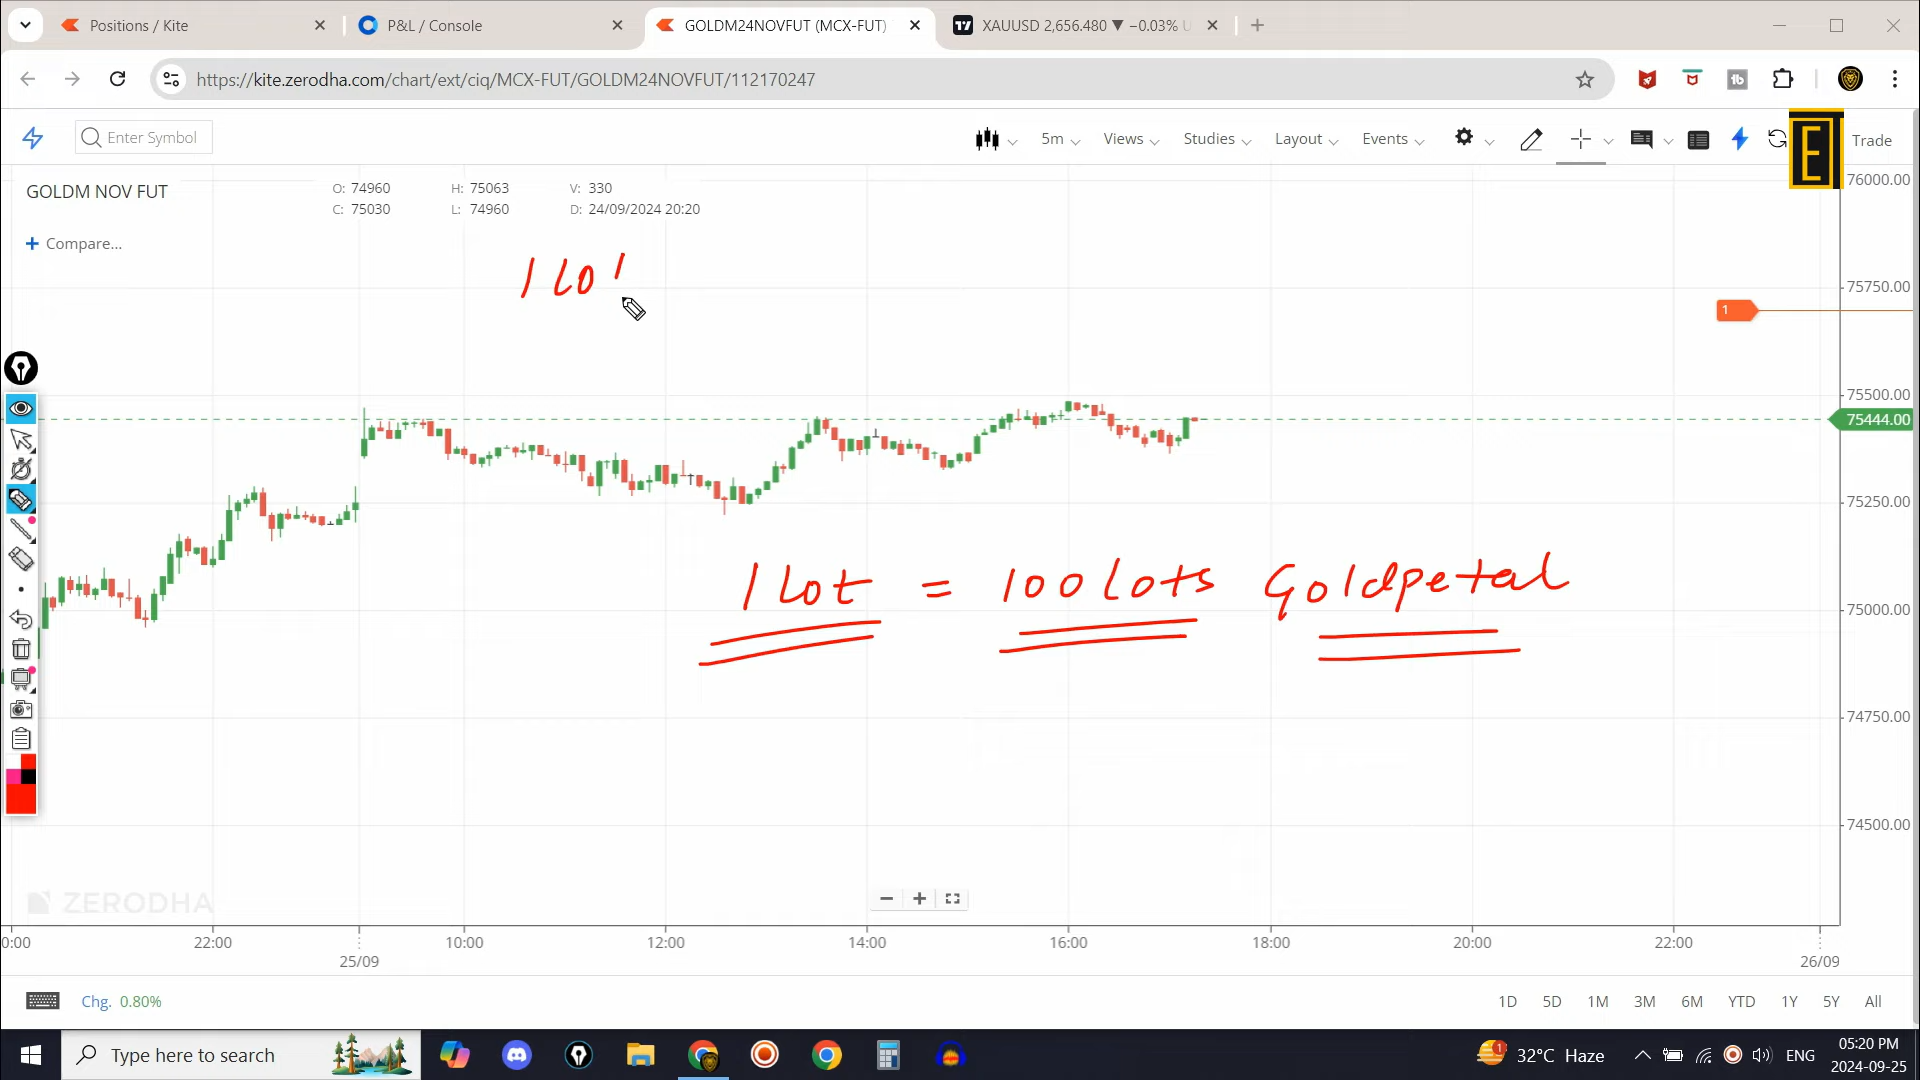 Positions / Kite
P&L / Console
GOLDM24NOVFUT (MCX-FUT)
XAUUSD 2,656.480 ▼ −0.03% U
https://kite.zerodha.com/chart/ext/ciq/MCX-FUT/GOLDM24NOVFUT/112170247
Enter Symbol
5m
Views
Studies
Layout
Events
E
Trade
GOLDM NOV FUT
O: 74960 H: 75063 V: 330
C: 75030 L: 74960 D: 24/09/2024 20:20
+ Compare...
76000.00
75750.00
1
75500.00
75444.00
75250.00
75000.00
74750.00
74500.00
1 Lot = 100 Lots Goldpetal
ZERODHA
0:00 22:00 10:00 12:00 14:00 16:00 18:00 20:00 22:00
25/09 26/09
Chg. 0.80%
1D 5D 1M 3M 6M YTD 1Y 5Y All
Type here to search
1
32°C Haze
ENG
05:20 PM
2024-09-25